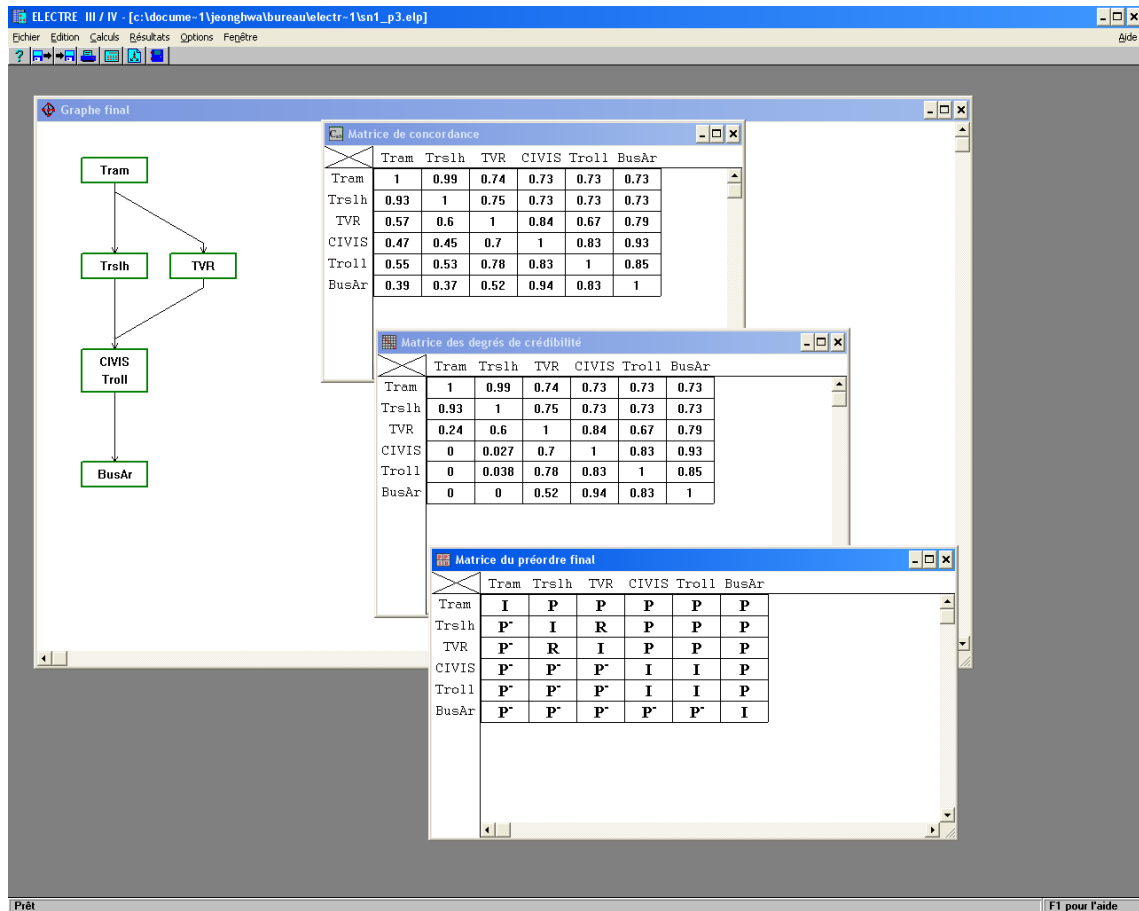 ELECTRE III / IV - [c:\docume~1\jeonghwa\bureau\electr~1\sn1_p3.elp]
Fichier Edition Calculs Résultats Options Fenêtre Aide
?
Graphe final
Tram
Trslh TVR
CIVIS
Troll
BusAr
Matrice de concordance
Tram Trslh TVR CIVIS Troll BusAr
Tram 1 0.99 0.74 0.73 0.73 0.73
Trslh 0.93 1 0.75 0.73 0.73 0.73
TVR 0.57 0.6 1 0.84 0.67 0.79
CIVIS 0.47 0.45 0.7 1 0.83 0.93
Troll 0.55 0.53 0.78 0.83 1 0.85
BusAr 0.39 0.37 0.52 0.94 0.83 1
Matrice des degrés de crédibilité
Tram Trslh TVR CIVIS Troll BusAr
Tram 1 0.99 0.74 0.73 0.73 0.73
Trslh 0.93 1 0.75 0.73 0.73 0.73
TVR 0.24 0.6 1 0.84 0.67 0.79
CIVIS 0 0.027 0.7 1 0.83 0.93
Troll 0 0.038 0.78 0.83 1 0.85
BusAr 0 0 0.52 0.94 0.83 1
Matrice du préordre final
Tram Trslh TVR CIVIS Troll BusAr
Tram I P P P P P
Trslh P⁻ I R P P P
TVR P⁻ R I P P P
CIVIS P⁻ P⁻ P⁻ I I P
Troll P⁻ P⁻ P⁻ I I P
BusAr P⁻ P⁻ P⁻ P⁻ P⁻ I
Prêt F1 pour l'aide